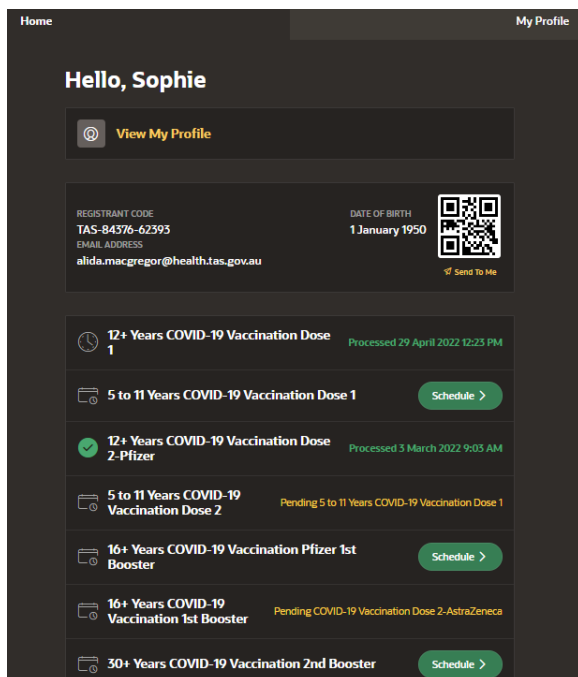 Home
My Profile
Hello, Sophie
View My Profile
REGISTRANT CODE
DATE OF BIRTH
TAS-84376-62393
1 January 1950
EMAIL ADDRESS
alida.macgregor@health.tas.gov.au
Send To Me
12+ Years COVID-19 Vaccination Dose
1
Processed 29 April 2022 12:23 PM
5 to 11 Years COVID-19 Vaccination Dose 1
Schedule
12+ Years COVID-19 Vaccination Dose
2-Pfizer
Processed 3 March 2022 9:03 AM
5 to 11 Years COVID-19
Vaccination Dose 2
Pending 5 to 11 Years COVID-19 Vaccination Dose 1
16+ Years COVID-19 Vaccination Pfizer 1st
Booster
Schedule
16+ Years COVID-19
Vaccination 1st Booster
Pending COVID-19 Vaccination Dose 2-AstraZeneca
30+ Years COVID-19 Vaccination 2nd Booster
Schedule